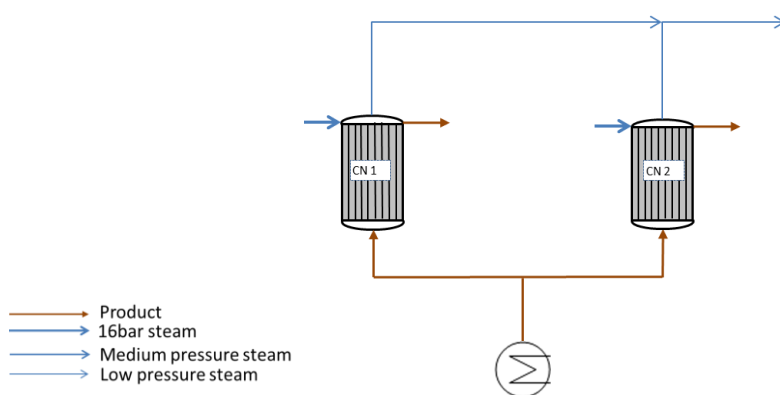 CN 1
CN 2
Product
16bar steam
Medium pressure steam
Low pressure steam